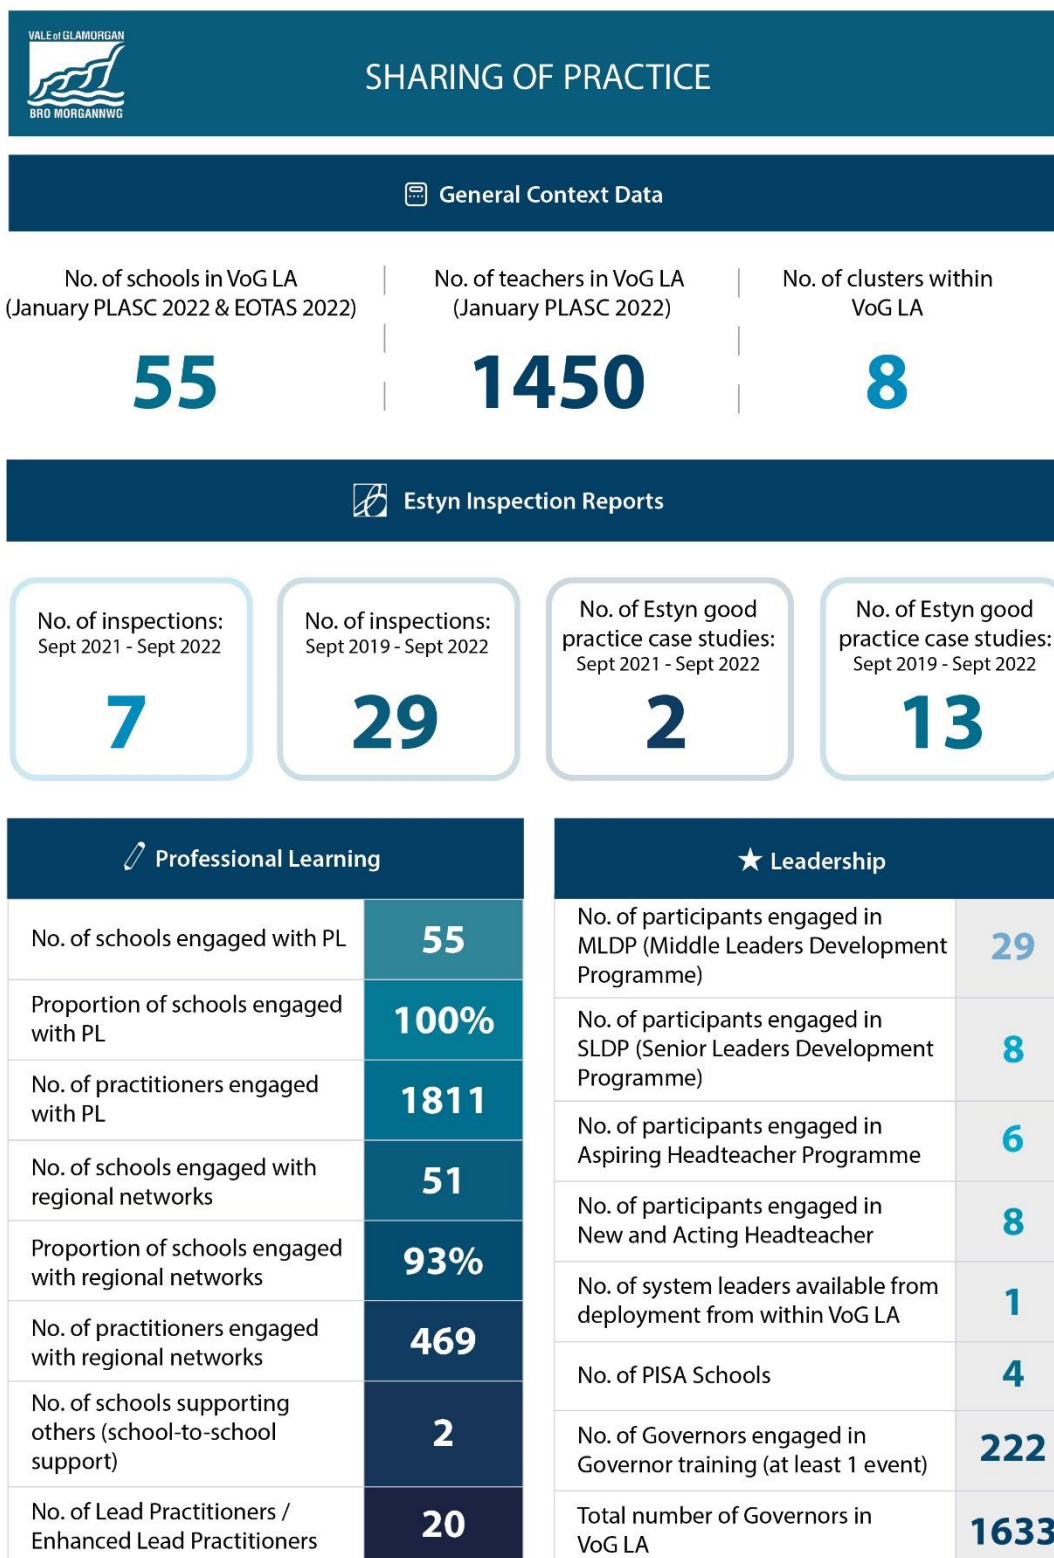 VALE of GLAMORGAN
BRO MORGANNWG
SHARING OF PRACTICE
General Context Data
No. of schools in VoG LA
(January PLASC 2022 & EOTAS 2022)
55
No. of teachers in VoG LA
(January PLASC 2022)
1450
No. of clusters within
VoG LA
8
Estyn Inspection Reports
No. of inspections:
Sept 2021 - Sept 2022
7
No. of inspections:
Sept 2019 - Sept 2022
29
No. of Estyn good
practice case studies:
Sept 2021 - Sept 2022
2
No. of Estyn good
practice case studies:
Sept 2019 - Sept 2022
13
Professional Learning
No. of schools engaged with PL
55
Proportion of schools engaged
with PL
100%
No. of practitioners engaged
with PL
1811
No. of schools engaged with
regional networks
51
Proportion of schools engaged
with regional networks
93%
No. of practitioners engaged
with regional networks
469
No. of schools supporting
others (school-to-school
support)
2
No. of Lead Practitioners /
Enhanced Lead Practitioners
20
Leadership
No. of participants engaged in
MLDP (Middle Leaders Development
Programme)
29
No. of participants engaged in
SLDP (Senior Leaders Development
Programme)
8
No. of participants engaged in
Aspiring Headteacher Programme
6
No. of participants engaged in
New and Acting Headteacher
8
No. of system leaders available from
deployment from within VoG LA
1
No. of PISA Schools
4
No. of Governors engaged in
Governor training (at least 1 event)
222
Total number of Governors in
VoG LA
1633